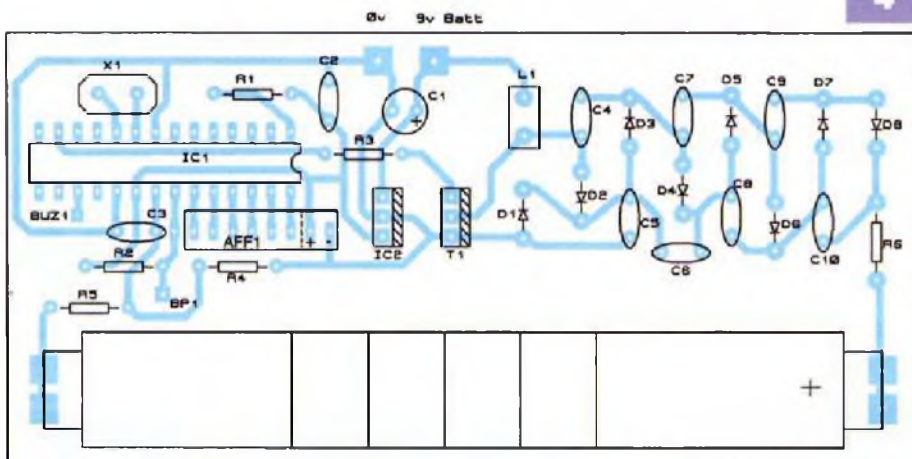 4
0v 9v Batt
X1
R1
C2
C1
+
L1
C4
D3
C7
D5
C9
D7
D8
IC1
R3
D2
D4
BUZ1
C3
AFF1
+ -
IC2
T1
D1
C5
C6
C8
D6
C10
R6
R2
R4
BP1
R5
+